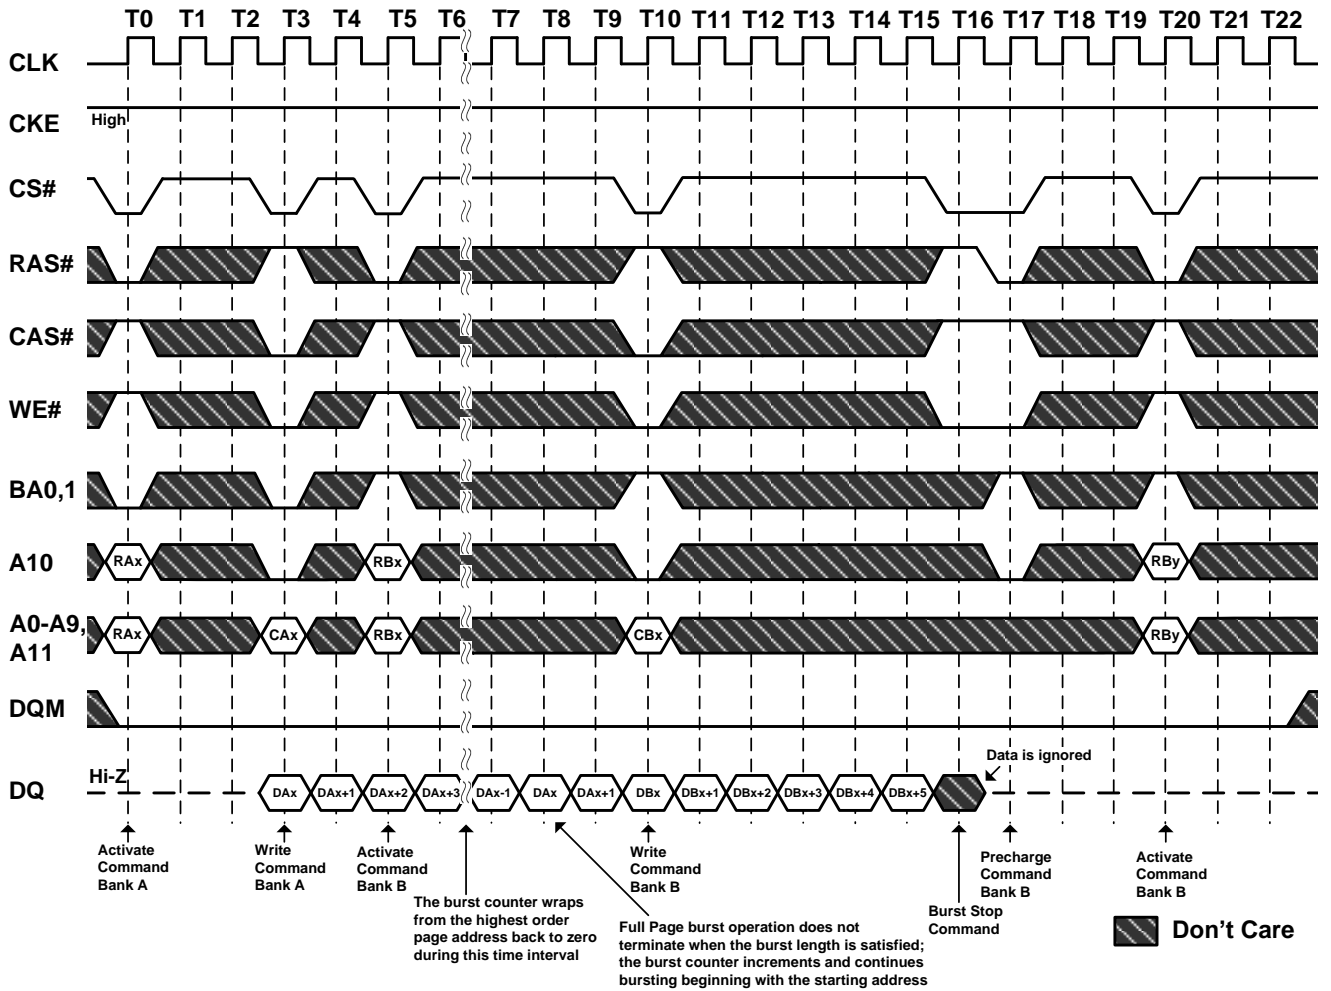 T0 T1 T2 T3 T4 T5 T6 T7 T8 T9 T10 T11 T12 T13 T14 T15 T16 T17 T18 T19 T20 T21 T22
CLK
CKE High
CS#
RAS#
CAS#
WE#
BA0,1
A10 RAx RBx RBy
A0-A9,
A11 RAx CAx RBx CBx RBy
DQM
Data is ignored
DQ Hi-Z DAx DAx+1 DAx+2 DAx+3 DAx-1 DAx DAx+1 DBx DBx+1 DBx+2 DBx+3 DBx+4 DBx+5
Activate
Command
Bank A
Write
Command
Bank A
Activate
Command
Bank B
The burst counter wraps
from the highest order
page address back to zero
during this time interval
Write
Command
Bank B
Full Page burst operation does not
terminate when the burst length is satisfied;
the burst counter increments and continues
bursting beginning with the starting address
Burst Stop
Command
Precharge
Command
Bank B
Activate
Command
Bank B
Don't Care